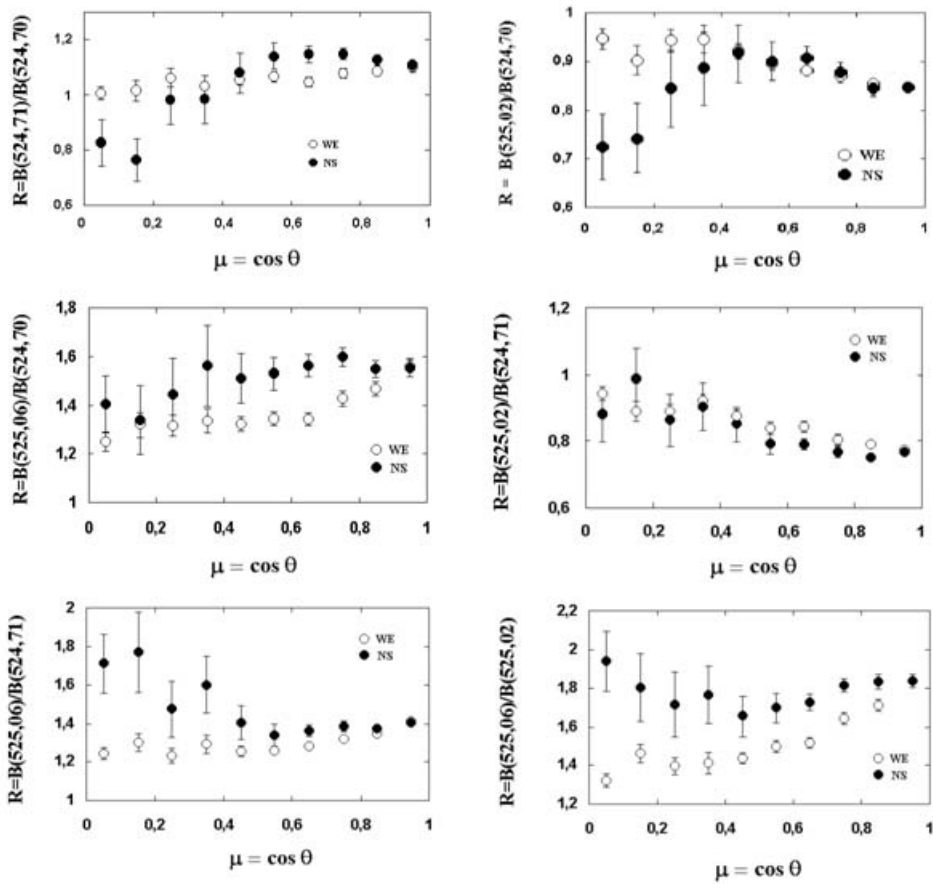 R=B(524,71)/B(524,70)
1,2
1
0,8
0,6
WE
NS
0 0,2 0,4 0,6 0,8 1
μ = cos θ
R = B(525,02)/B(524,70)
1
0,9
0,8
0,7
0,6
WE
NS
0 0,2 0,4 0,6 0,8 1
μ = cos θ
R=B(525,06)/B(524,70)
1,8
1,6
1,4
1,2
1
WE
NS
0 0,2 0,4 0,6 0,8 1
μ = cos θ
R=B(525,02)/B(524,71)
1,2
1
0,8
0,6
WE
NS
0 0,2 0,4 0,6 0,8 1
μ = cos θ
R=B(525,06)/B(524,71)
2
1,8
1,6
1,4
1,2
1
WE
NS
0 0,2 0,4 0,6 0,8 1
μ = cos θ
R=B(525,06)/B(525,02)
2,2
2
1,8
1,6
1,4
1,2
WE
NS
0 0,2 0,4 0,6 0,8 1
μ = cos θ